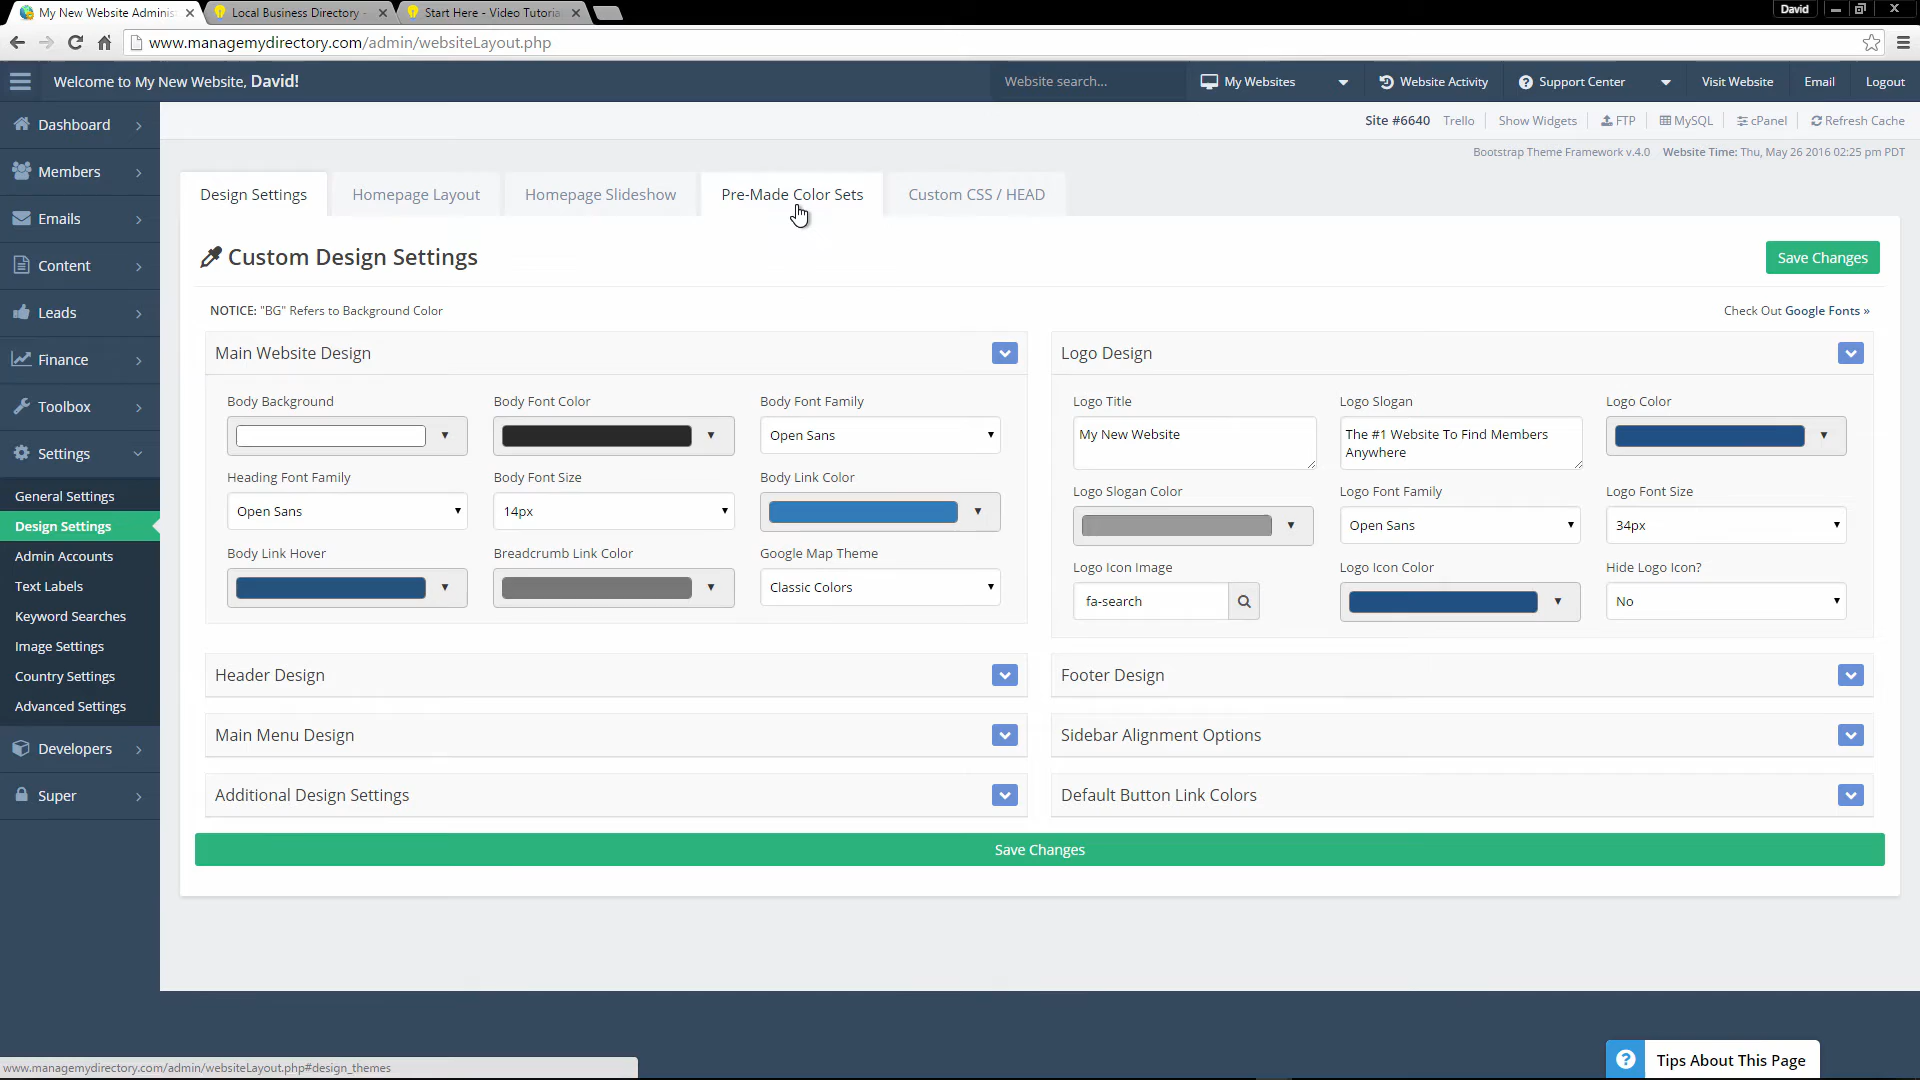 My New Website Adminis
Local Business Directory -
Start Here - Video Tutoria
David
www.managemydirectory.com/admin/websiteLayout.php
Welcome to My New Website, David!
Website search...
My Websites
Website Activity
Support Center
Visit Website
Email
Logout
Site #6640
Trello
Show Widgets
FTP
MySQL
cPanel
Refresh Cache
Bootstrap Theme Framework v.4.0 Website Time: Thu, May 26 2016 02:25 pm PDT
Dashboard
Members
Emails
Content
Leads
Finance
Toolbox
Settings
General Settings
Design Settings
Admin Accounts
Text Labels
Keyword Searches
Image Settings
Country Settings
Advanced Settings
Developers
Super
Design Settings
Homepage Layout
Homepage Slideshow
Pre-Made Color Sets
Custom CSS / HEAD
Custom Design Settings
Save Changes
NOTICE: "BG" Refers to Background Color
Check Out Google Fonts »
Main Website Design
Body Background
Body Font Color
Body Font Family
Open Sans
Heading Font Family
Body Font Size
Body Link Color
Open Sans
14px
Body Link Hover
Breadcrumb Link Color
Google Map Theme
Classic Colors
Logo Design
Logo Title
Logo Slogan
Logo Color
My New Website
The #1 Website To Find Members
Anywhere
Logo Slogan Color
Logo Font Family
Logo Font Size
Open Sans
34px
Logo Icon Image
Logo Icon Color
Hide Logo Icon?
fa-search
No
Header Design
Footer Design
Main Menu Design
Sidebar Alignment Options
Additional Design Settings
Default Button Link Colors
Save Changes
www.managemydirectory.com/admin/websiteLayout.php#design_themes
Tips About This Page